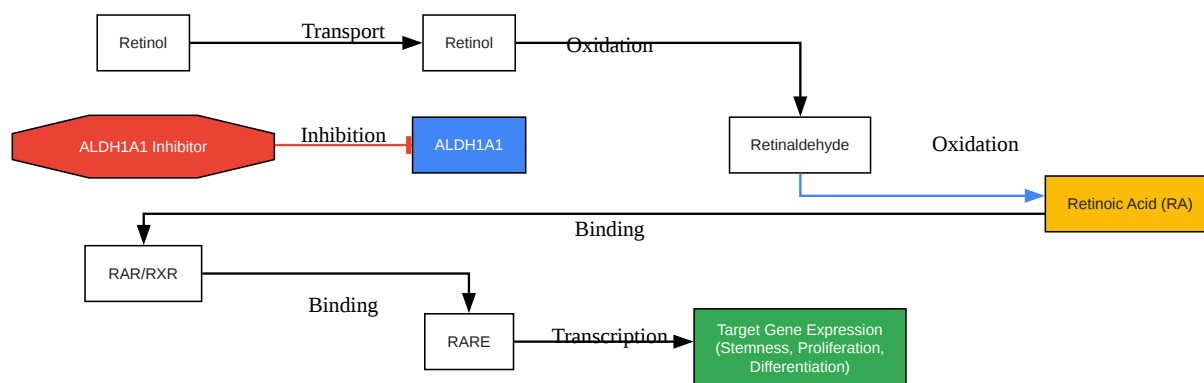 Retinol
Transport
Retinol
Oxidation
ALDH1A1 Inhibitor
Inhibition
ALDH1A1
Retinaldehyde
Oxidation
Retinoic Acid (RA)
Binding
RAR/RXR
Binding
RARE
Transcription
Target Gene Expression
(Stemness, Proliferation,
Differentiation)